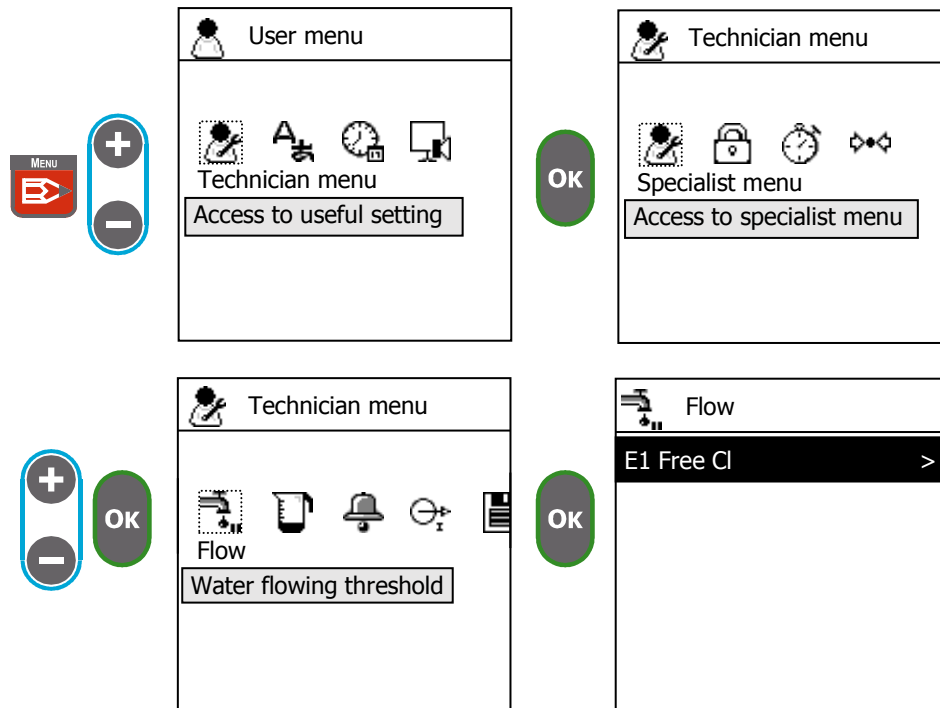 User menu
Technician menu
Access to useful setting
MENU
+
-
OK
Technician menu
Specialist menu
Access to specialist menu
+
-
OK
Technician menu
Flow
Water flowing threshold
OK
Flow
E1 Free Cl >